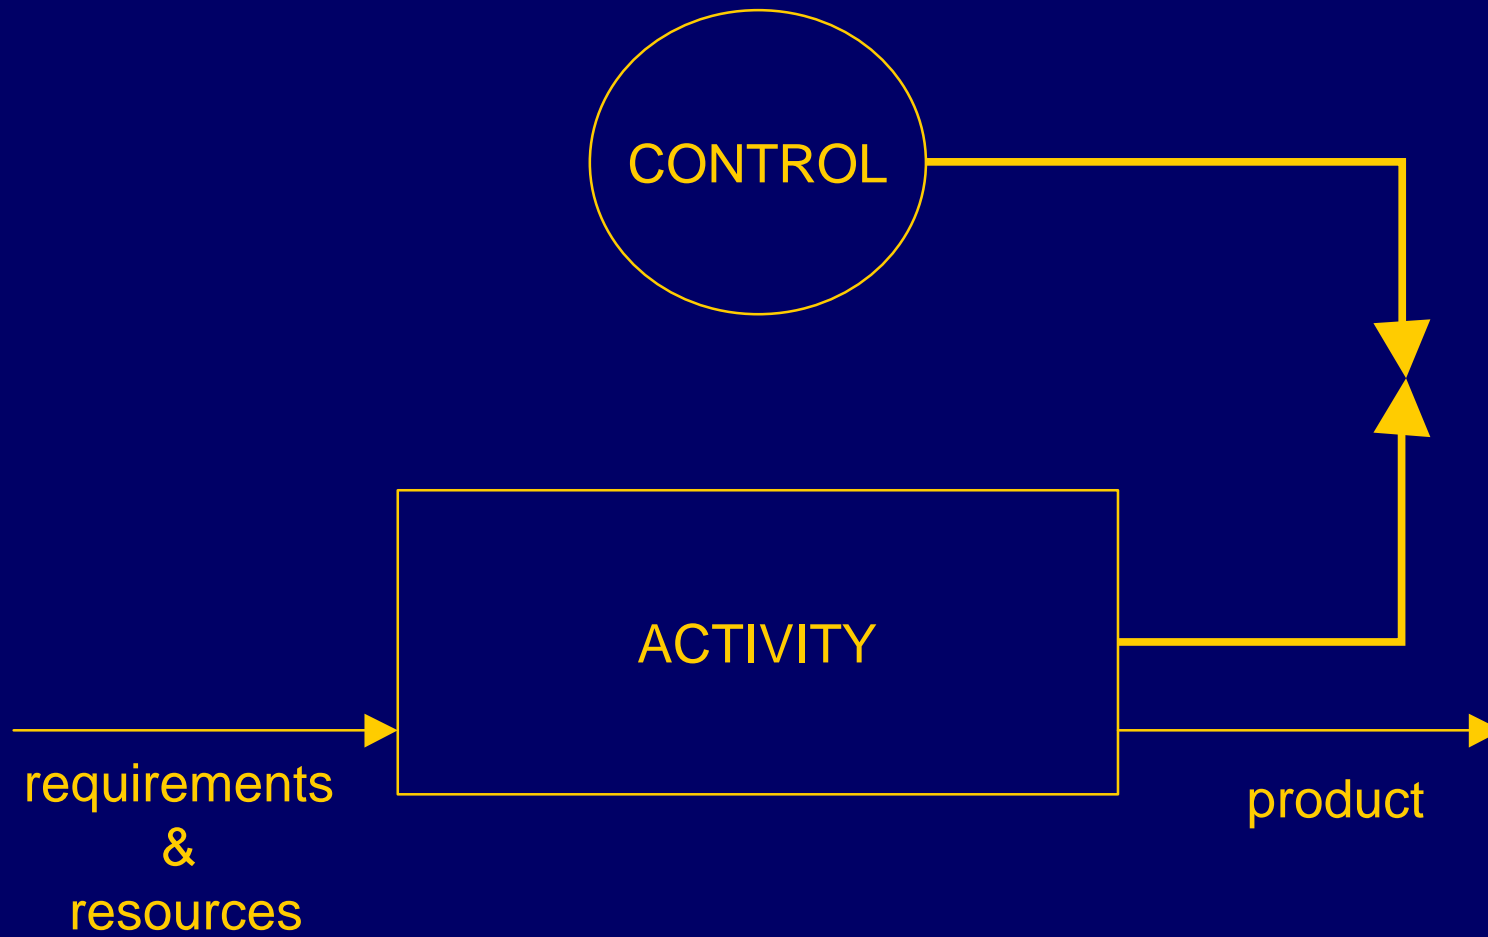 CONTROL
ACTIVITY
requirements
&
resources
product